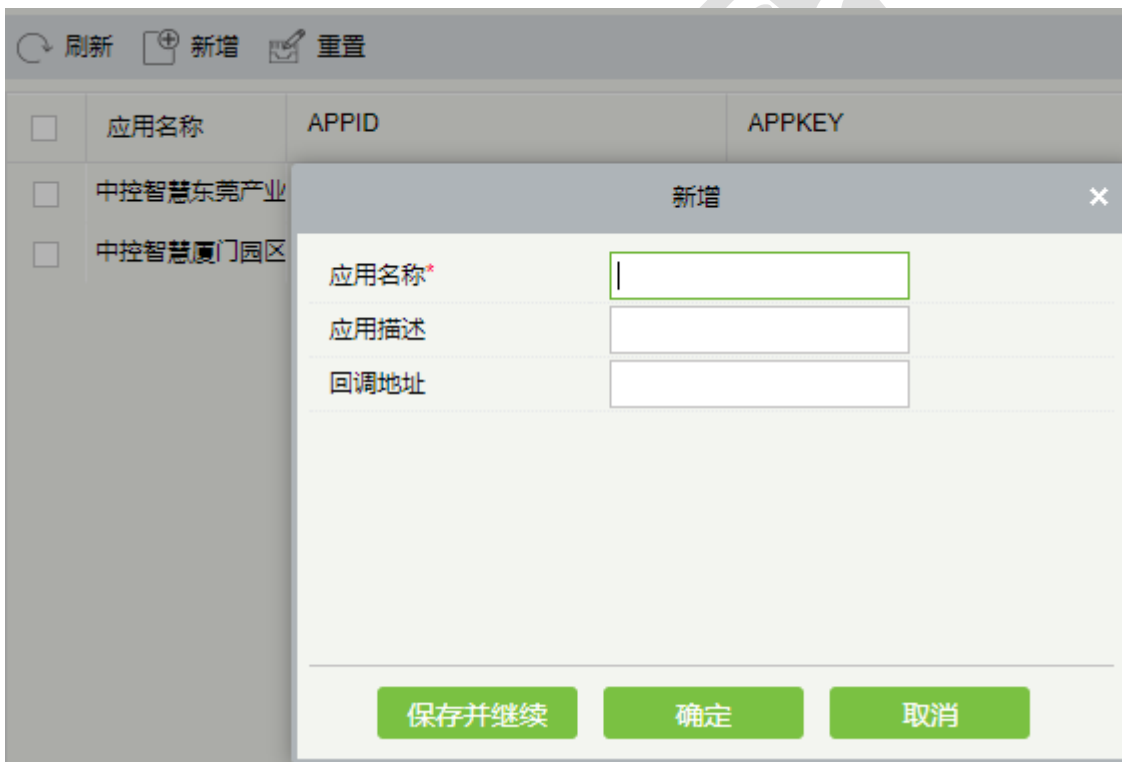 刷新 新增 重置
应用名称 APPID APPKEY
中控智慧东莞产业
中控智慧厦门园区
新增 ×
应用名称*
应用描述
回调地址
保存并继续 确定 取消